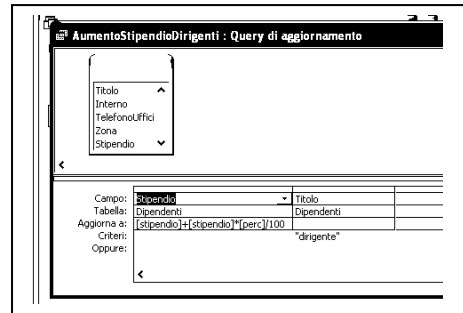 AumentoStipendioDirigenti : Query di aggiornamento
Titolo
Interno
TelefonoUffici
Zona
Stipendio
Campo: Stipendio Titolo
Tabella: Dipendenti Dipendenti
Aggiorna a: [stipendio]+[stipendio]*[perc]/100
Criteri: "dirigente"
Oppure: